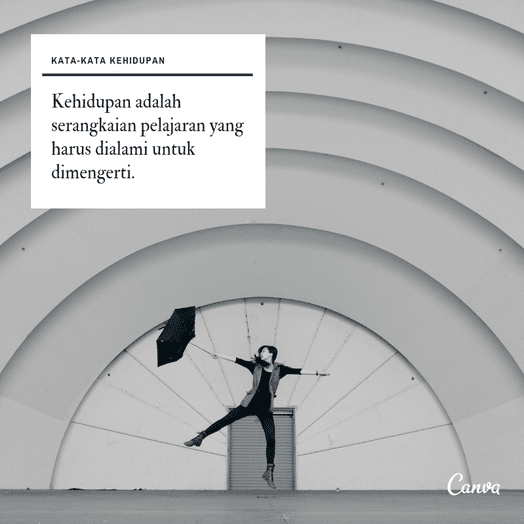 KATA-KATA KEHIDUPAN
Kehidupan adalah
serangkaian pelajaran yang
harus dialami untuk
dimengerti.
Canva